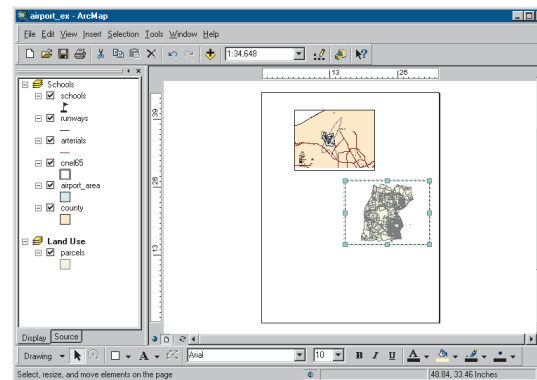 airport_ex - ArcMap
File Edit View Insert Selection Tools Window Help
1:34,648
13 26
Schools
schools
runways
arterials
cnel65
airport_area
county
Land Use
parcels
39
26
13
Display Source
Drawing A Arial 10 B I U A
Select, resize, and move elements on the page 48.84, 33.46 Inches